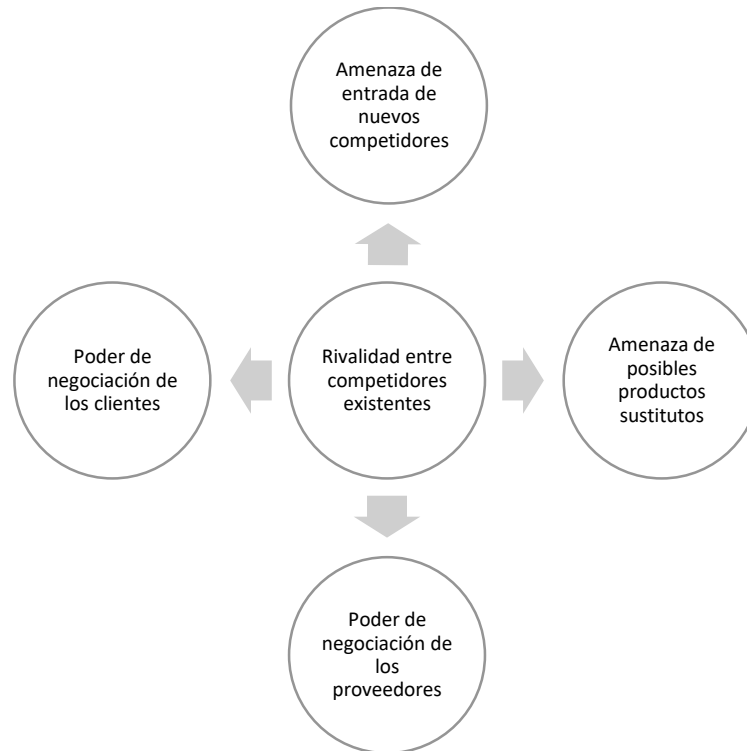 Amenaza de
entrada de
nuevos
competidores
Poder de
negociación de
los clientes
Rivalidad entre
competidores
existentes
Amenaza de
posibles
productos
sustitutos
Poder de
negociación de
los
proveedores